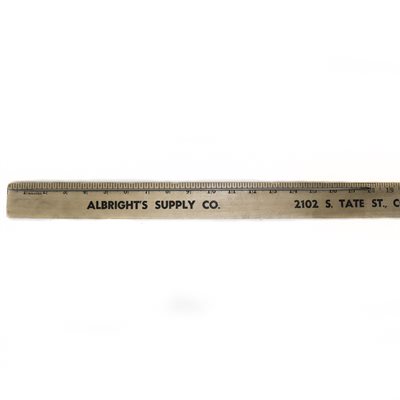 ALBRIGHT'S SUPPLY CO. 2102 S. TATE ST., C